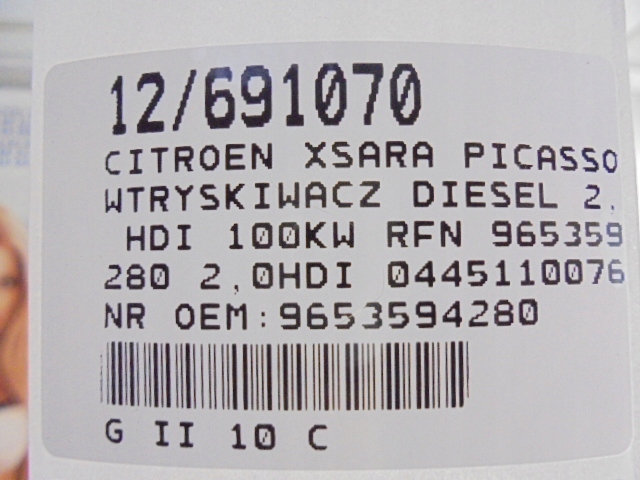 12/691070
CITROEN XSARA PICASSO
WTRYSKIWACZ DIESEL 2.
HDI 100KW RFN 965359
280 2,0HDI 0445110076
NR OEM:9653594280
G II 10 C